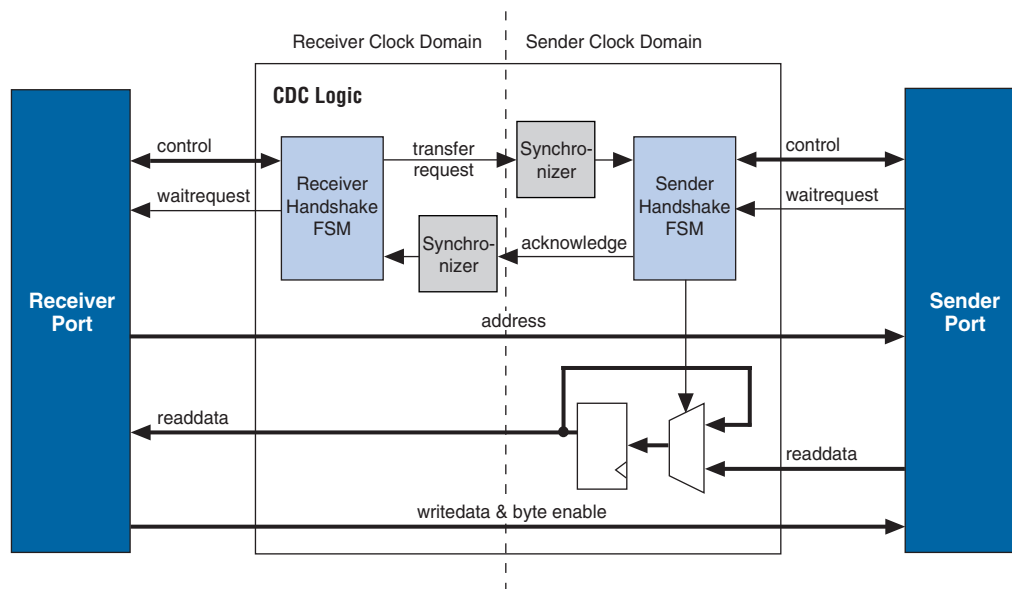 Receiver Clock Domain
Sender Clock Domain
CDC Logic
control
waitrequest
Receiver
Handshake
FSM
transfer
request
Synchro-
nizer
Synchro-
nizer
acknowledge
Sender
Handshake
FSM
control
waitrequest
Receiver
Port
Sender
Port
address
readdata
readdata
writedata & byte enable